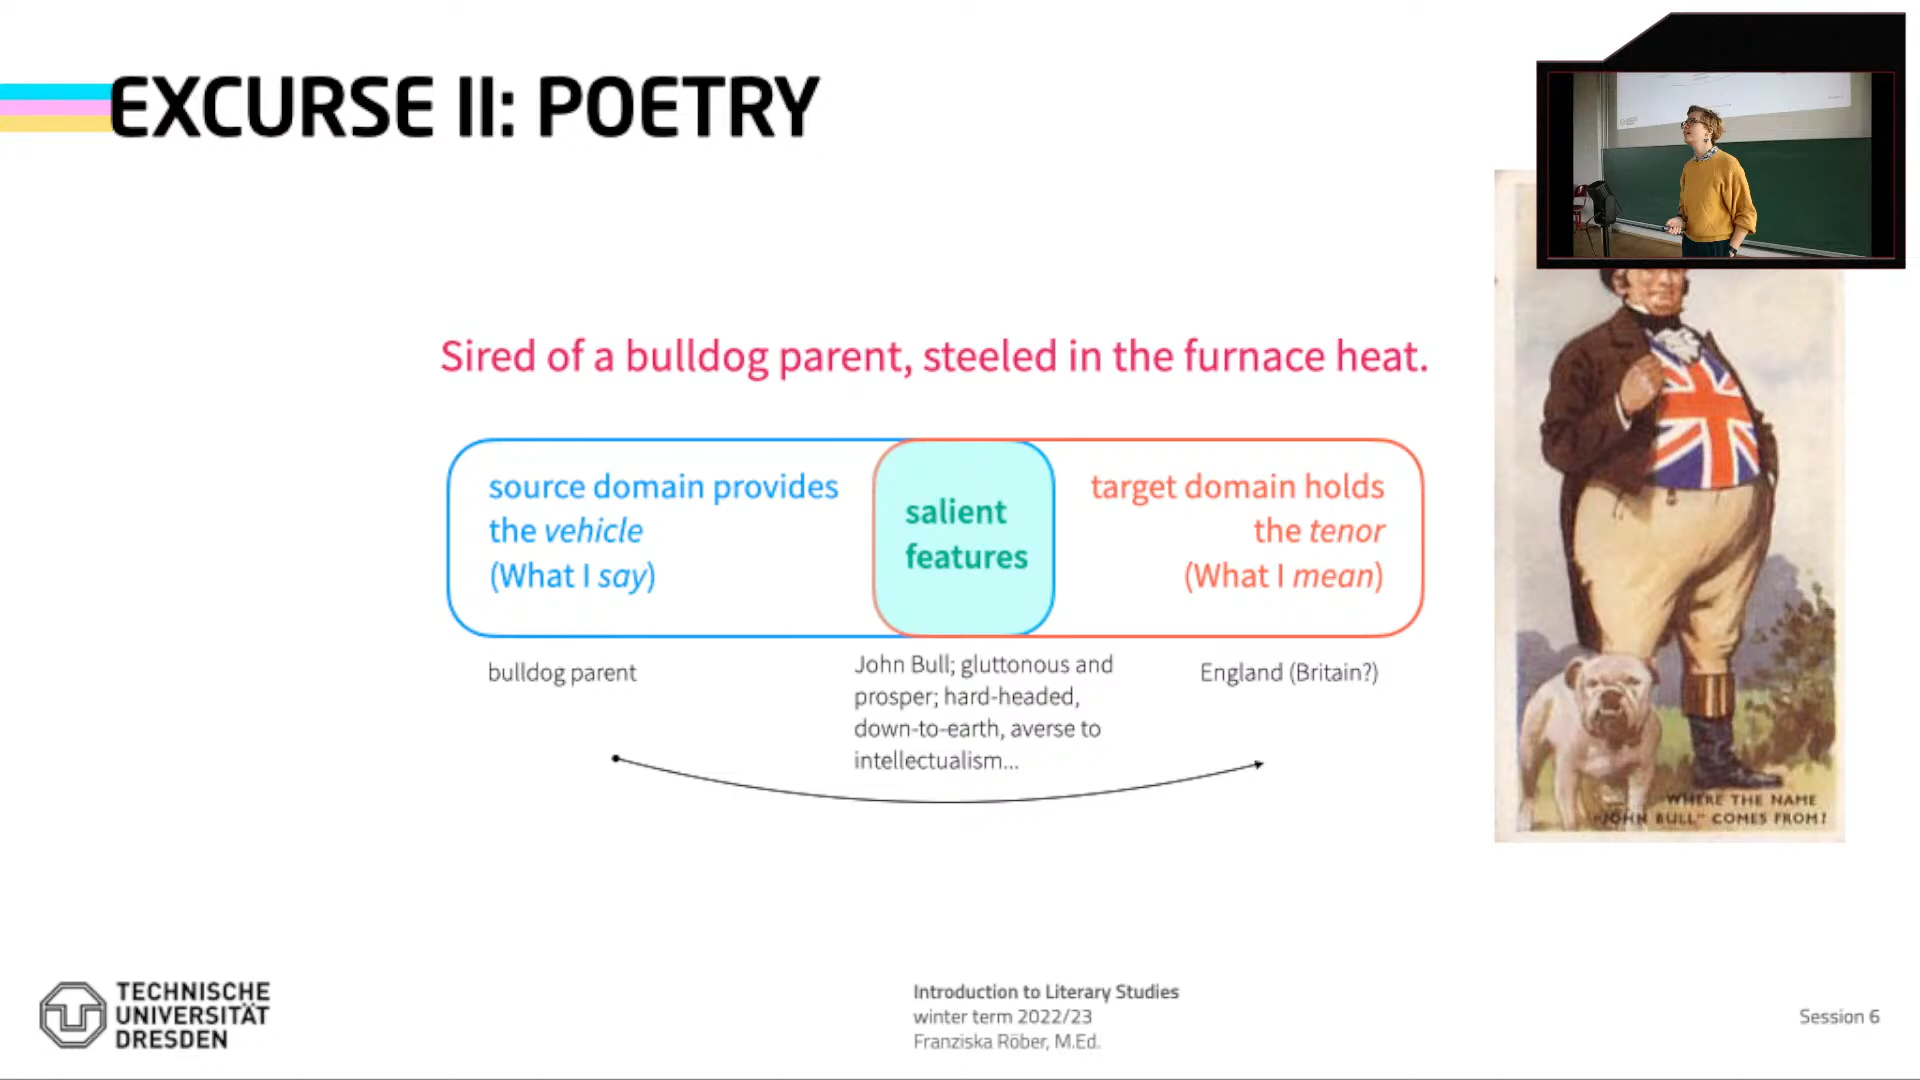 EXCURSE II: POETRY
Sired of a bulldog parent, steeled in the furnace heat.
source domain provides
the vehicle
(What I say)
salient
features
target domain holds
the tenor
(What I mean)
bulldog parent
John Bull; gluttonous and
prosper; hard-headed,
down-to-earth, averse to
intellectualism...
England (Britain?)
WHERE THE NAME
"JOHN BULL" COMES FROM?
TECHNISCHE
UNIVERSITÄT
DRESDEN
Introduction to Literary Studies
winter term 2022/23
Franziska Röber, M.Ed.
Session 6